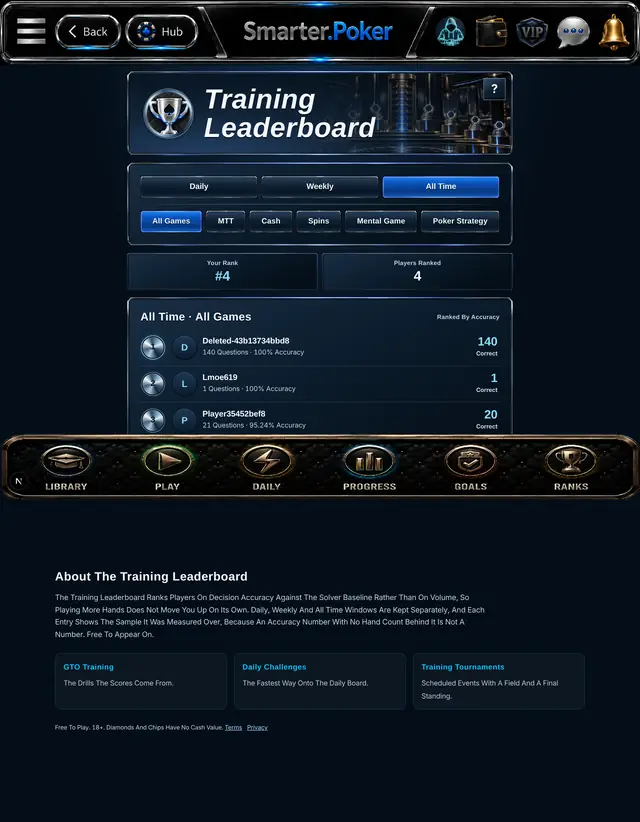 Back
Hub
Smarter.Poker
VIP
Training
Leaderboard
?
Daily
Weekly
All Time
All Games
MTT
Cash
Spins
Mental Game
Poker Strategy
Your Rank
#4
Players Ranked
4
All Time · All Games
Ranked By Accuracy
D
Deleted-43b13734bbd8
140 Questions · 100% Accuracy
140
Correct
L
Lmoe619
1 Questions · 100% Accuracy
1
Correct
P
Player35452bef8
21 Questions · 95.24% Accuracy
20
Correct
N
LIBRARY
PLAY
DAILY
PROGRESS
GOALS
RANKS
About The Training Leaderboard
The Training Leaderboard Ranks Players On Decision Accuracy Against The Solver Baseline Rather Than On Volume, So
Playing More Hands Does Not Move You Up On Its Own. Daily, Weekly And All Time Windows Are Kept Separately, And Each
Entry Shows The Sample It Was Measured Over, Because An Accuracy Number With No Hand Count Behind It Is Not A
Number. Free To Appear On.
GTO Training
The Drills The Scores Come From.
Daily Challenges
The Fastest Way Onto The Daily Board.
Training Tournaments
Scheduled Events With A Field And A Final
Standing.
Free To Play. 18+. Diamonds And Chips Have No Cash Value. Terms Privacy